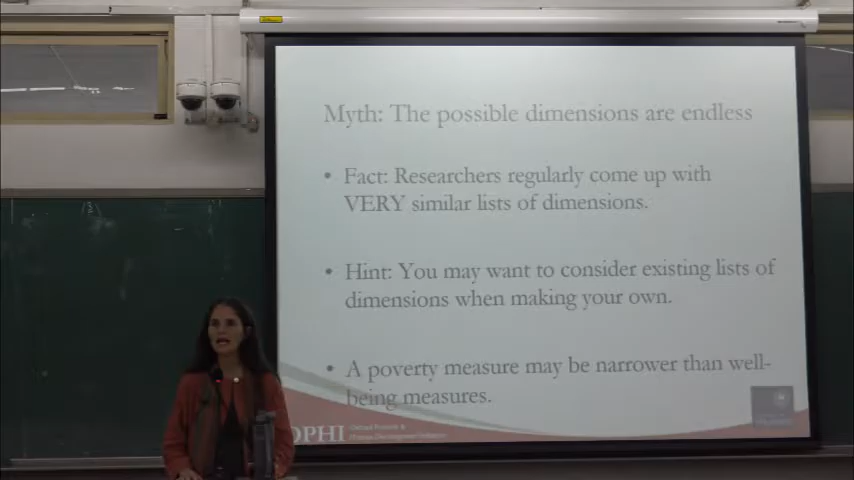 Myth: The possible dimensions are endless
• Fact: Researchers regularly come up with
VERY similar lists of dimensions.
• Hint: You may want to consider existing lists of
dimensions when making your own.
• A poverty measure may be narrower than well-
being measures.
OPHI